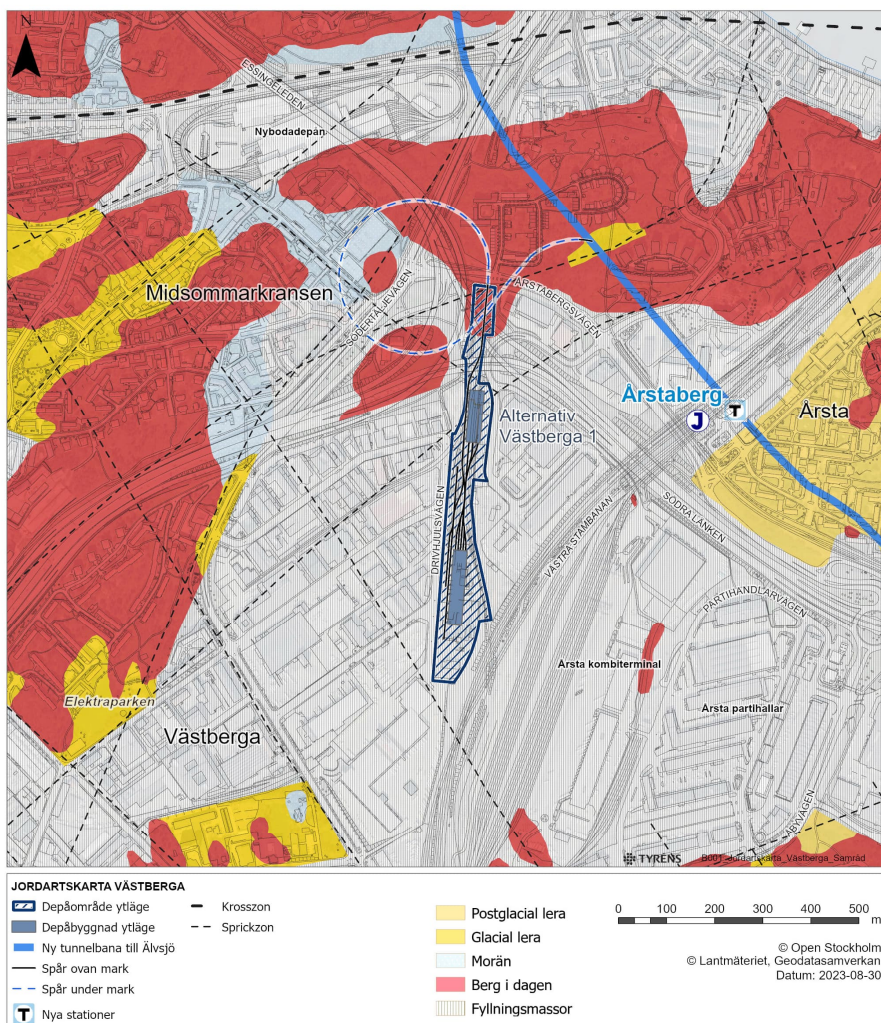 N
ESSINGELEDEN
Nybodadepån
Midsommarkransen
SÖDERTÄLJEVÄGEN
ÅRSTABERGSVÄGEN
Årstaberg
T
J
Årsta
Alternativ
Västberga 1
DRIVHJULSVÄGEN
VÄSTRA STAMBANAN
SÖDRA LÄNKEN
PARTIHANDLARVÄGEN
Årsta kombiterminal
Årsta partihallar
Elektraparken
Västberga
ÅBYVÄGEN
TYRÉNS
B001_Jordartskarta_Västberga_Samråd
JORDARTSKARTA VÄSTBERGA
Depåområde ytläge
Depåbyggnad ytläge
Ny tunnelbana till Älvsjö
Spår ovan mark
Spår under mark
T Nya stationer
Krosszon
Sprickzon
Postglacial lera
Glacial lera
Morän
Berg i dagen
Fyllningsmassor
0 100 200 300 400 500
m
© Open Stockholm
© Lantmäteriet, Geodatasamverkan
Datum: 2023-08-30